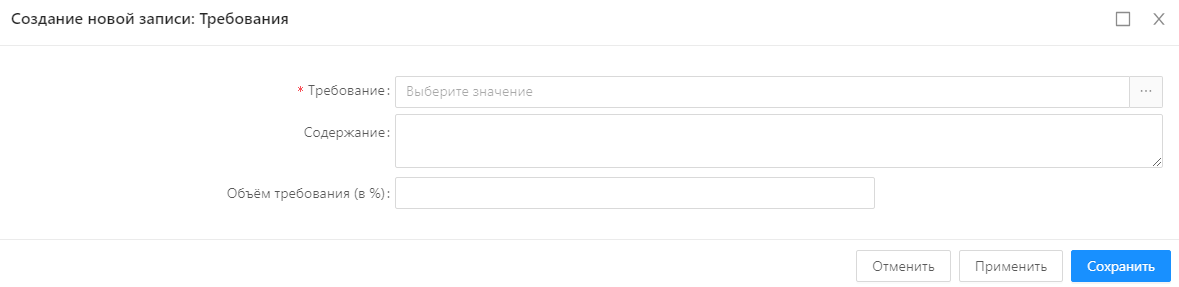 Создание новой записи: Требования
* Требование:
Выберите значение
...
Содержание:
Объём требования (в %):
Отменить
Применить
Сохранить